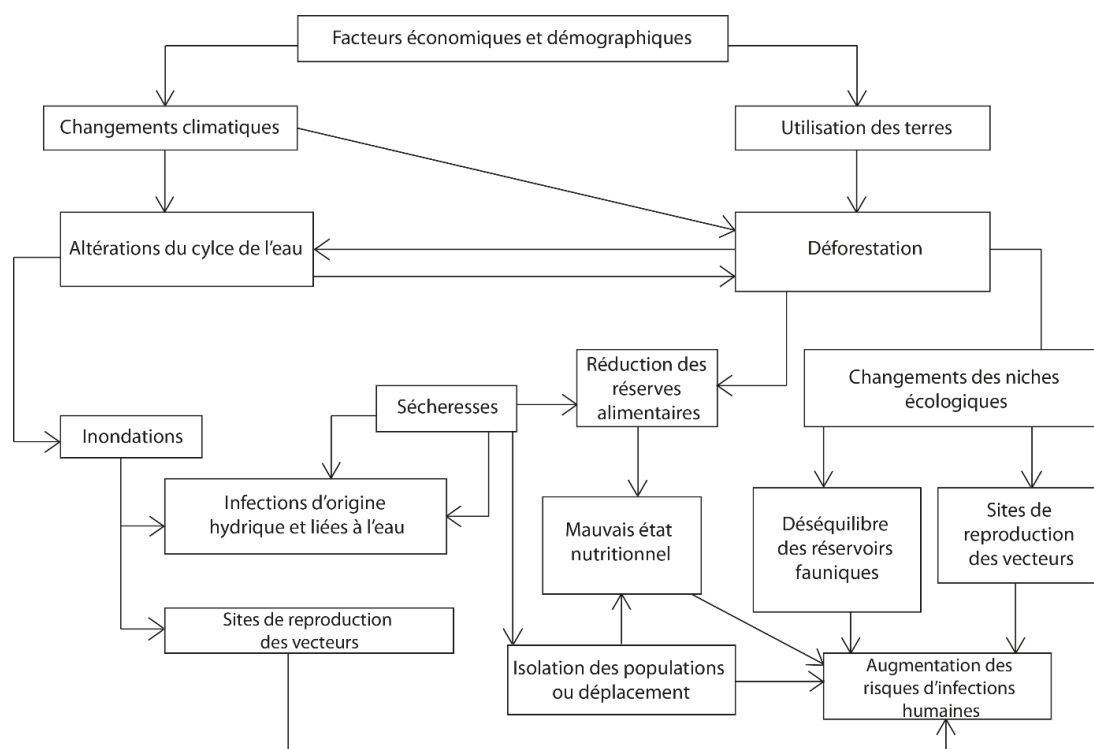 Facteurs économiques et démographiques
Changements climatiques
Utilisation des terres
Altérations du cylce de l'eau
Déforestation
Réduction des
réserves
alimentaires
Changements des niches
écologiques
Sécheresses
Inondations
Infections d'origine
hydrique et liées à l'eau
Mauvais état
nutritionnel
Déséquilibre
des réservoirs
fauniques
Sites de
reproduction
des vecteurs
Sites de reproduction
des vecteurs
Isolation des populations
ou déplacement
Augmentation des
risques d'infections
humaines